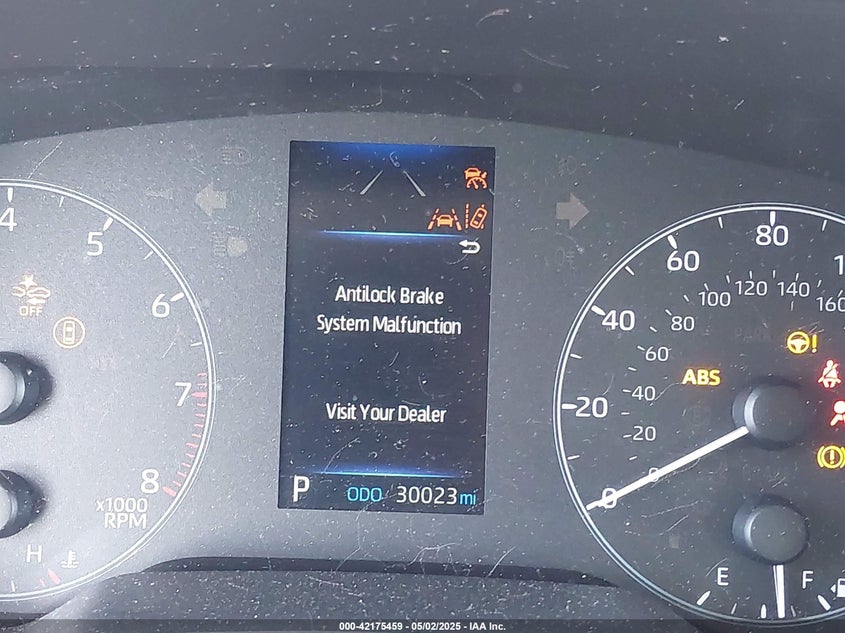 4
5
6
7
8
x1000
RPM
H
OFF
Antilock Brake
System Malfunction
Visit Your Dealer
P ODO 30023 mi
0
20
40
60
80
1
0
20
40
60
80
100
120
140
160
ABS
E F
000-42175459 - 05/02/2025 - IAA Inc.